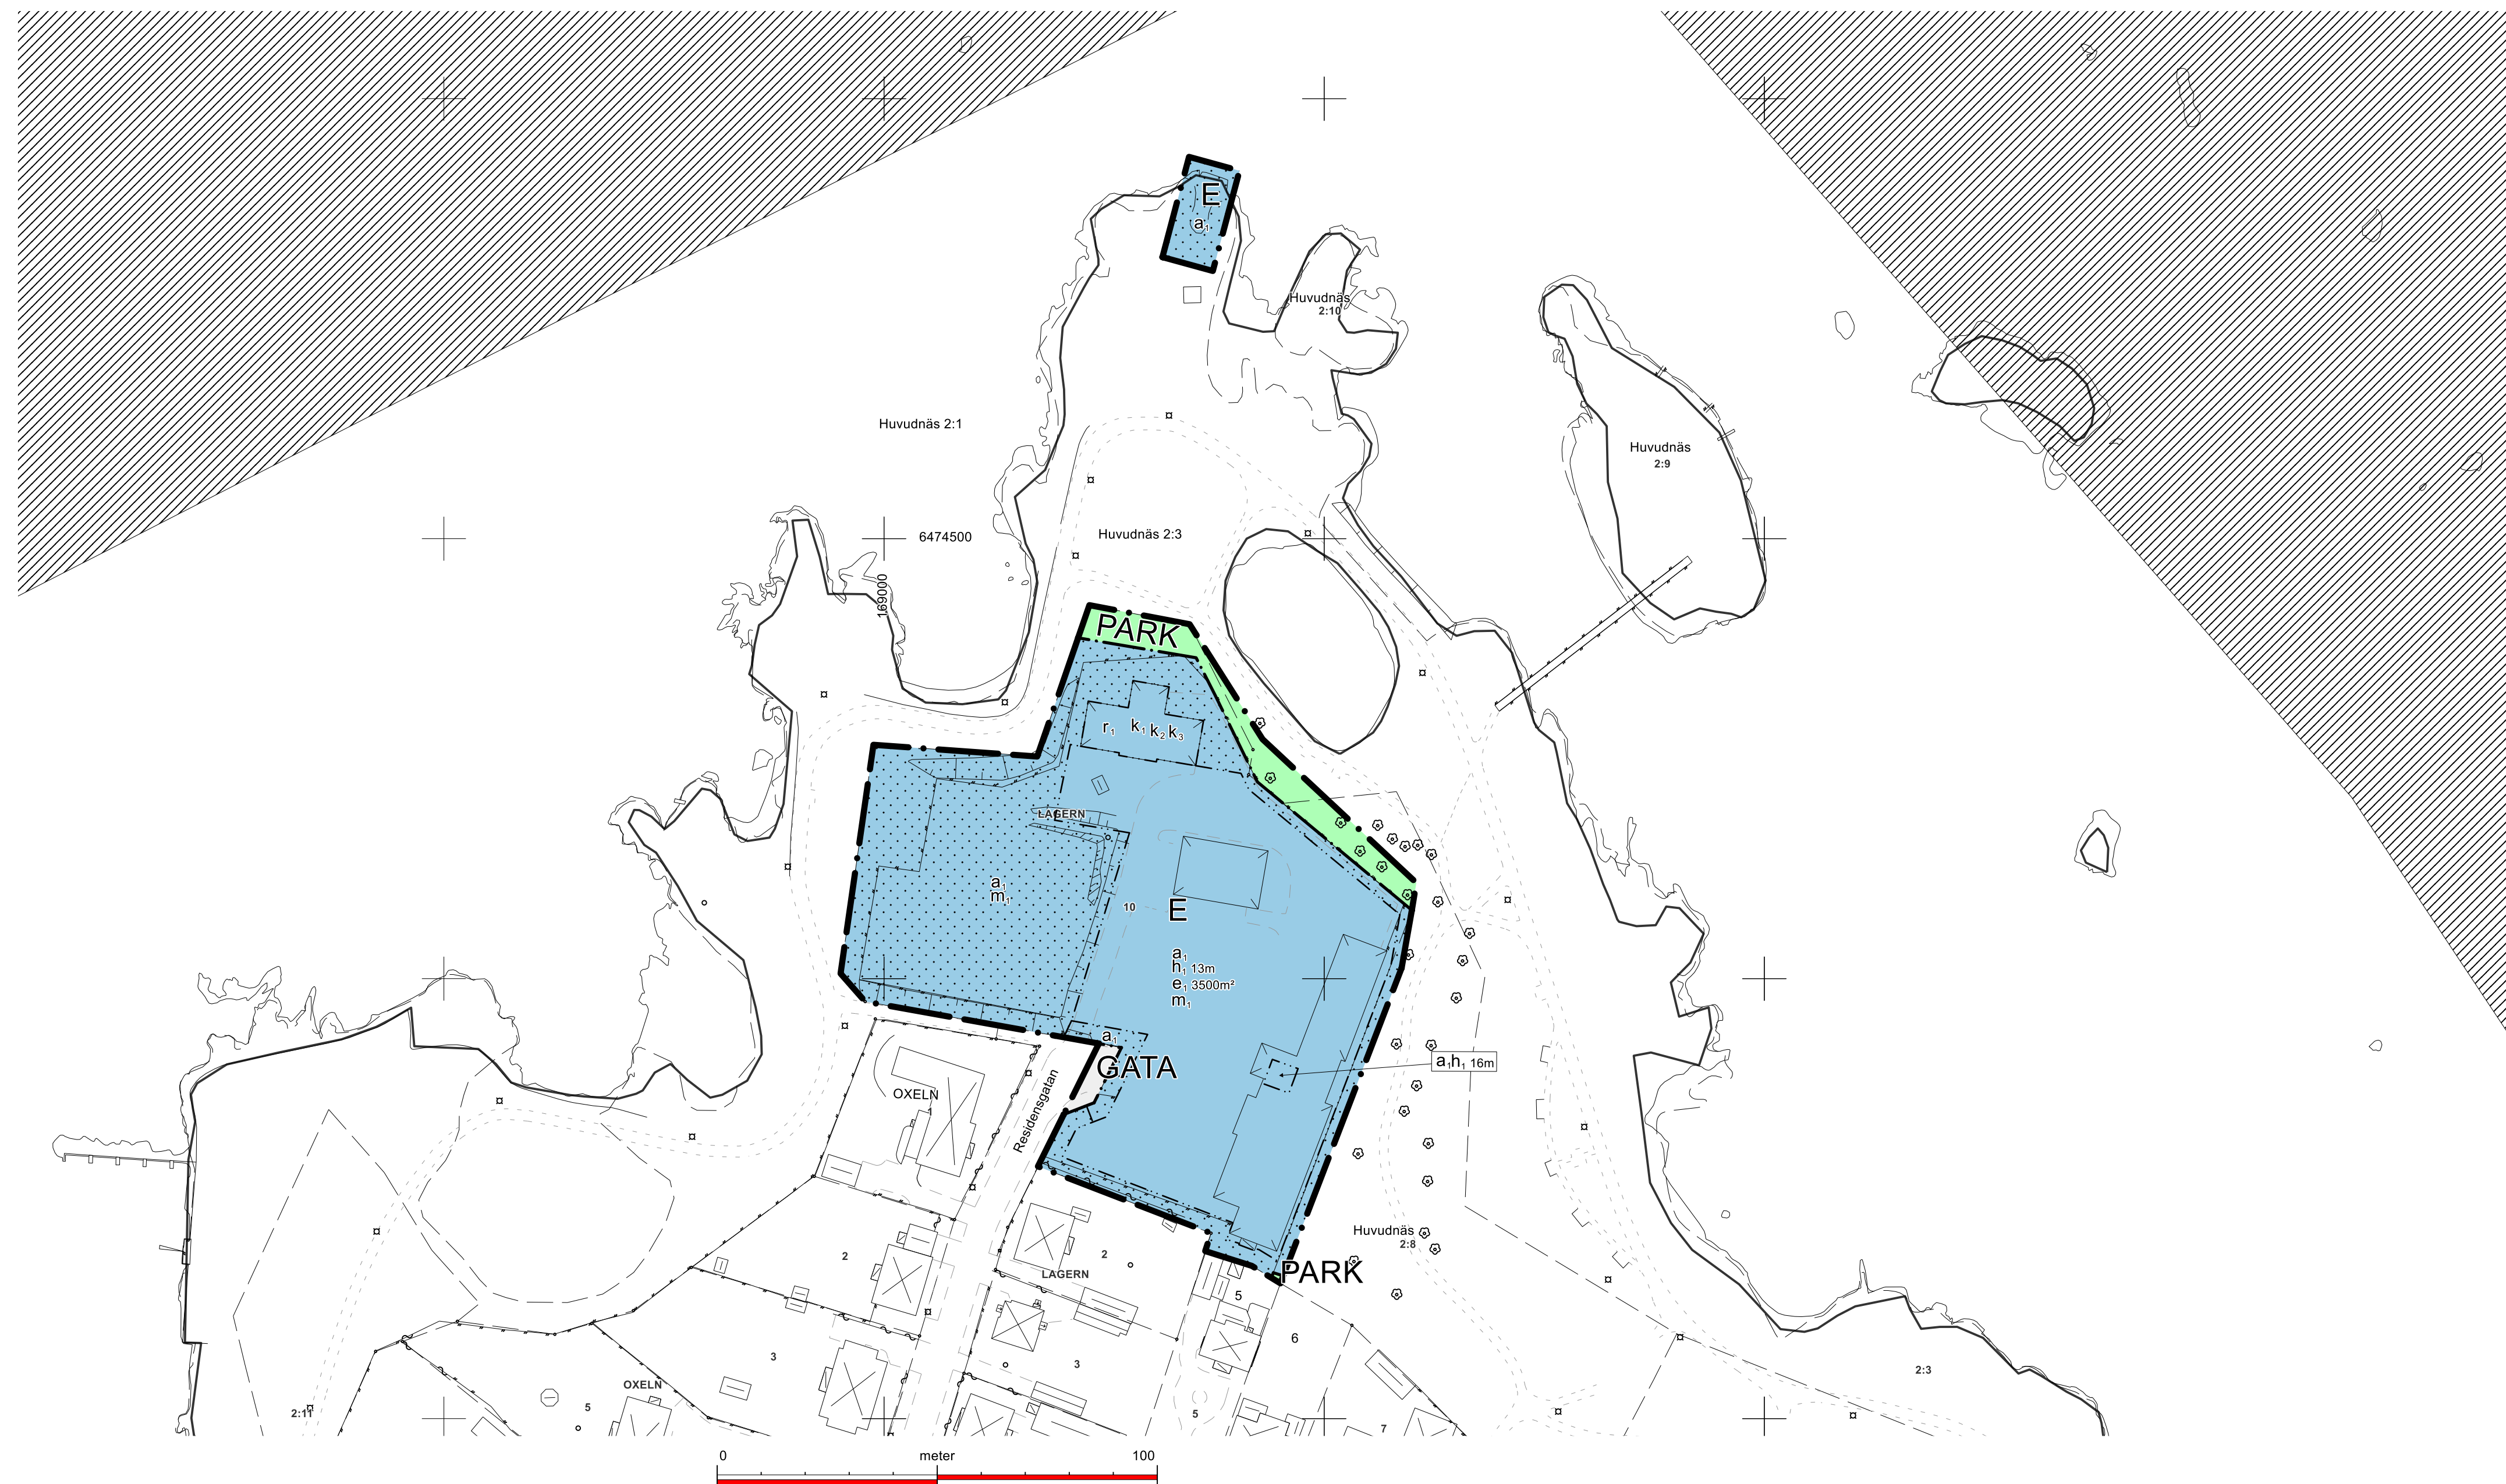 E
a₁
Huvudnäs
2:10
Huvudnäs 2:1
Huvudnäs
2:9
6474500
Huvudnäs 2:3
169000
PARK
r₁ k₁ k₂ k₃
LAGERN
a₁
m₁
10
E
a₁
h₁ 13m
e₁ 3500m²
m₁
a₁
GATA
a₁h₁ 16m
OXELN
1
Residensgatan
Huvudnäs
2:8
2
2
LAGERN
PARK
5
6
3
3
2:3
OXELN
5
2:11
5
7
0 meter 100